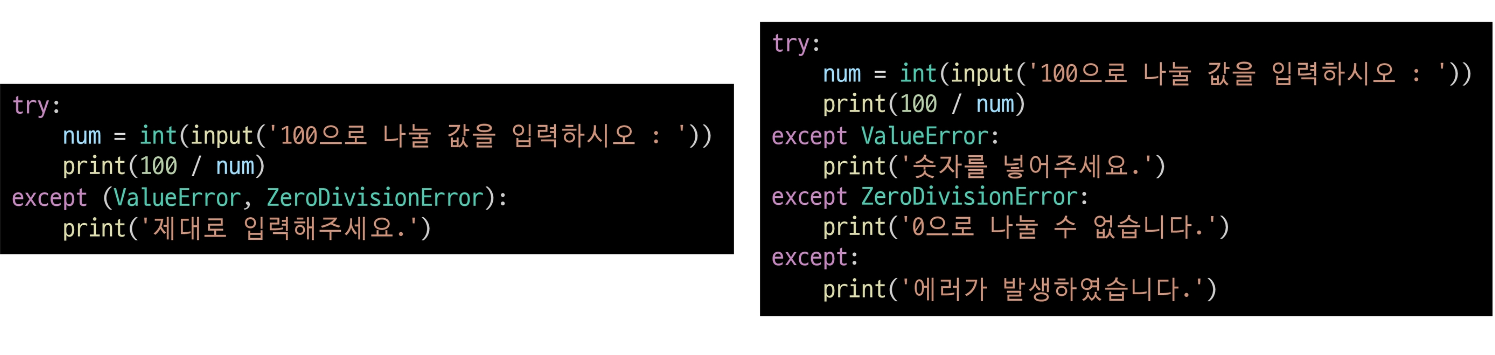 try:
    num = int(input('100으로 나눌 값을 입력하시오 : '))
    print(100 / num)
except (ValueError, ZeroDivisionError):
    print('제대로 입력해주세요.')
try:
    num = int(input('100으로 나눌 값을 입력하시오 : '))
    print(100 / num)
except ValueError:
    print('숫자를 넣어주세요.')
except ZeroDivisionError:
    print('0으로 나눌 수 없습니다.')
except:
    print('에러가 발생하였습니다.')